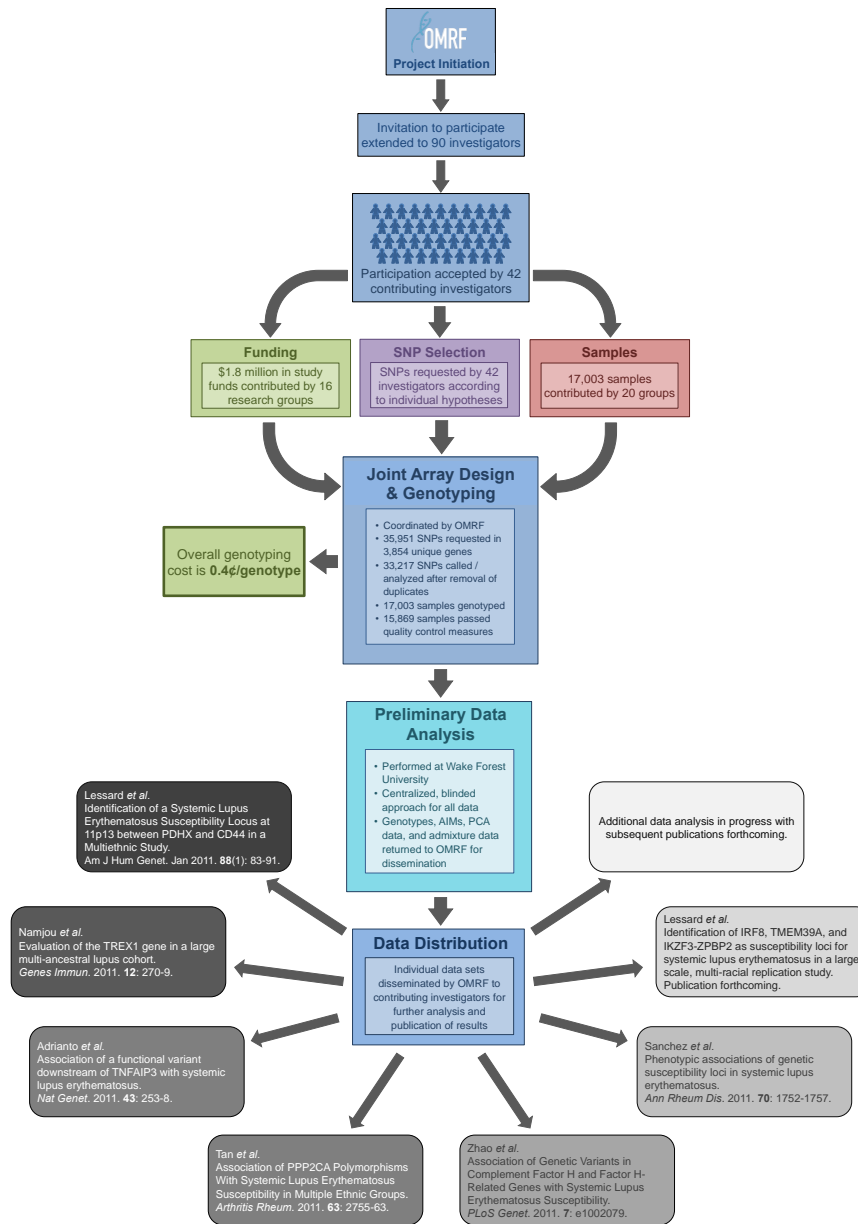 OMRF
Project Initiation
Invitation to participate
extended to 90 investigators
Participation accepted by 42
contributing investigators
Funding
$1.8 million in study
funds contributed by 16
research groups
SNP Selection
SNPs requested by 42
investigators according
to individual hypotheses
Samples
17,003 samples
contributed by 20 groups
Joint Array Design
& Genotyping
• Coordinated by OMRF
• 35,951 SNPs requested in
3,854 unique genes
• 33,217 SNPs called /
analyzed after removal of
duplicates
• 17,003 samples genotyped
• 15,869 samples passed
quality control measures
Overall genotyping
cost is 0.4¢/genotype
Preliminary Data
Analysis
• Performed at Wake Forest
University
• Centralized, blinded
approach for all data
• Genotypes, AIMs, PCA
data, and admixture data
returned to OMRF for
dissemination
Lessard et al.
Identification of a Systemic Lupus
Erythematosus Susceptibility Locus at
11p13 between PDHX and CD44 in a
Multiethnic Study.
Am J Hum Genet. Jan 2011. 88(1): 83-91.
Additional data analysis in progress with
subsequent publications forthcoming.
Namjou et al.
Evaluation of the TREX1 gene in a large
multi-ancestral lupus cohort.
Genes Immun. 2011. 12: 270-9.
Data Distribution
Individual data sets
disseminated by OMRF to
contributing investigators for
further analysis and
publication of results
Lessard et al.
Identification of IRF8, TMEM39A, and
IKZF3-ZPBP2 as susceptibility loci for
systemic lupus erythematosus in a large
scale, multi-racial replication study.
Publication forthcoming.
Adrianto et al.
Association of a functional variant
downstream of TNFAIP3 with systemic
lupus erythematosus.
Nat Genet. 2011. 43: 253-8.
Sanchez et al.
Phenotypic associations of genetic
susceptibility loci in systemic lupus
erythematosus.
Ann Rheum Dis. 2011. 70: 1752-1757.
Tan et al.
Association of PPP2CA Polymorphisms
With Systemic Lupus Erythematosus
Susceptibility in Multiple Ethnic Groups.
Arthritis Rheum. 2011. 63: 2755-63.
Zhao et al.
Association of Genetic Variants in
Complement Factor H and Factor H-
Related Genes with Systemic Lupus
Erythematosus Susceptibility.
PLoS Genet. 2011. 7: e1002079.